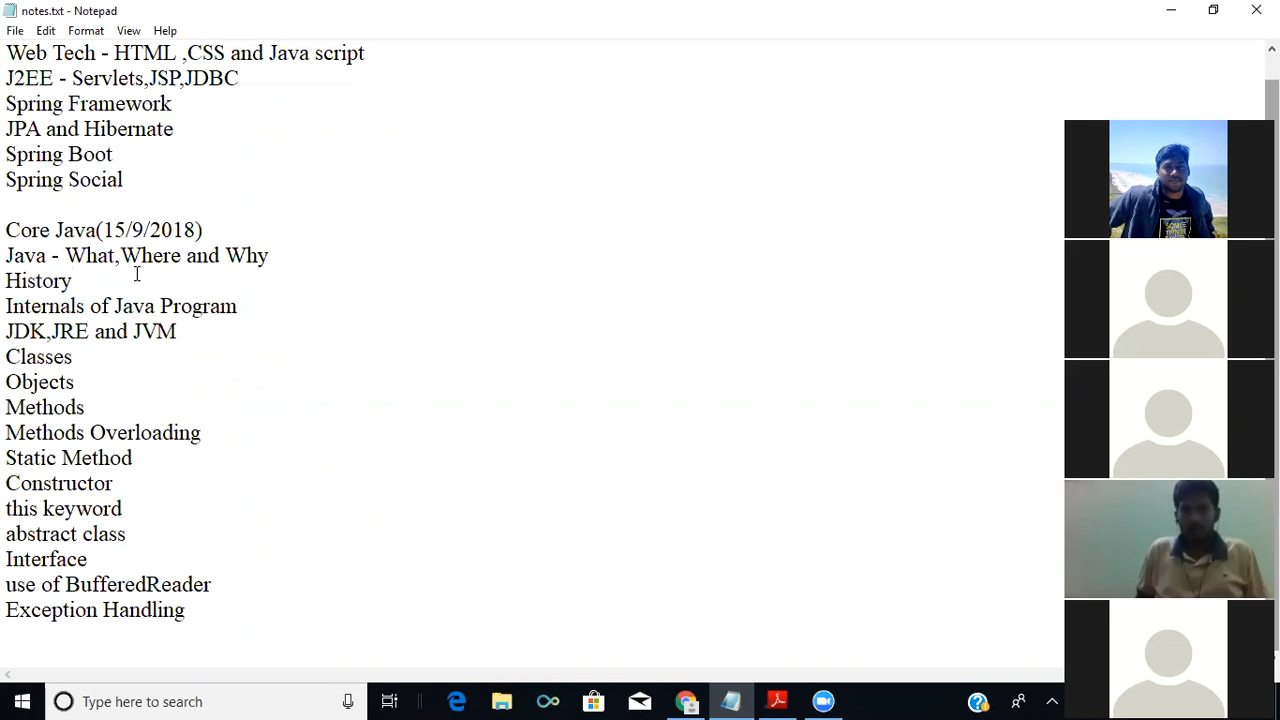 notes.txt - Notepad
File Edit Format View Help
Web Tech - HTML ,CSS and Java script
J2EE - Servlets,JSP,JDBC
Spring Framework
JPA and Hibernate
Spring Boot
Spring Social
Core Java(15/9/2018)
Java - What,Where and Why
History
Internals of Java Program
JDK,JRE and JVM
Classes
Objects
Methods
Methods Overloading
Static Method
Constructor
this keyword
abstract class
Interface
use of BufferedReader
Exception Handling
Type here to search